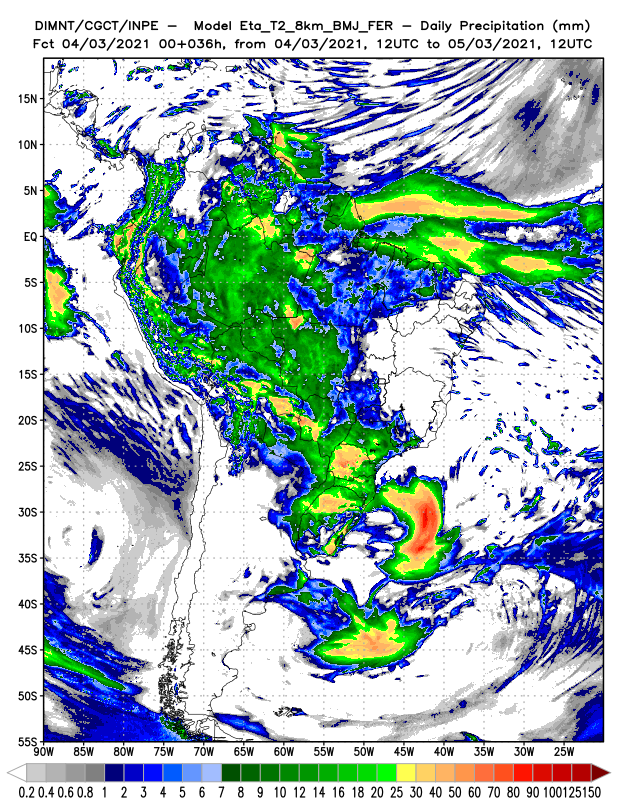 DIMNT/CGCT/INPE –   Model Eta_T2_8km_BMJ_FER – Daily Precipitation (mm)
Fct 04/03/2021 00+036h, from 04/03/2021, 12UTC to 05/03/2021, 12UTC
15N
10N
5N
EQ
5S
10S
15S
20S
25S
30S
35S
40S
45S
50S
55S
90W 85W 80W 75W 70W 65W 60W 55W 50W 45W 40W 35W 30W 25W
0.2 0.4 0.6 0.8 1 2 3 4 5 6 7 8 9 10 12 14 16 18 20 25 30 40 50 60 70 80 90 100 125 150